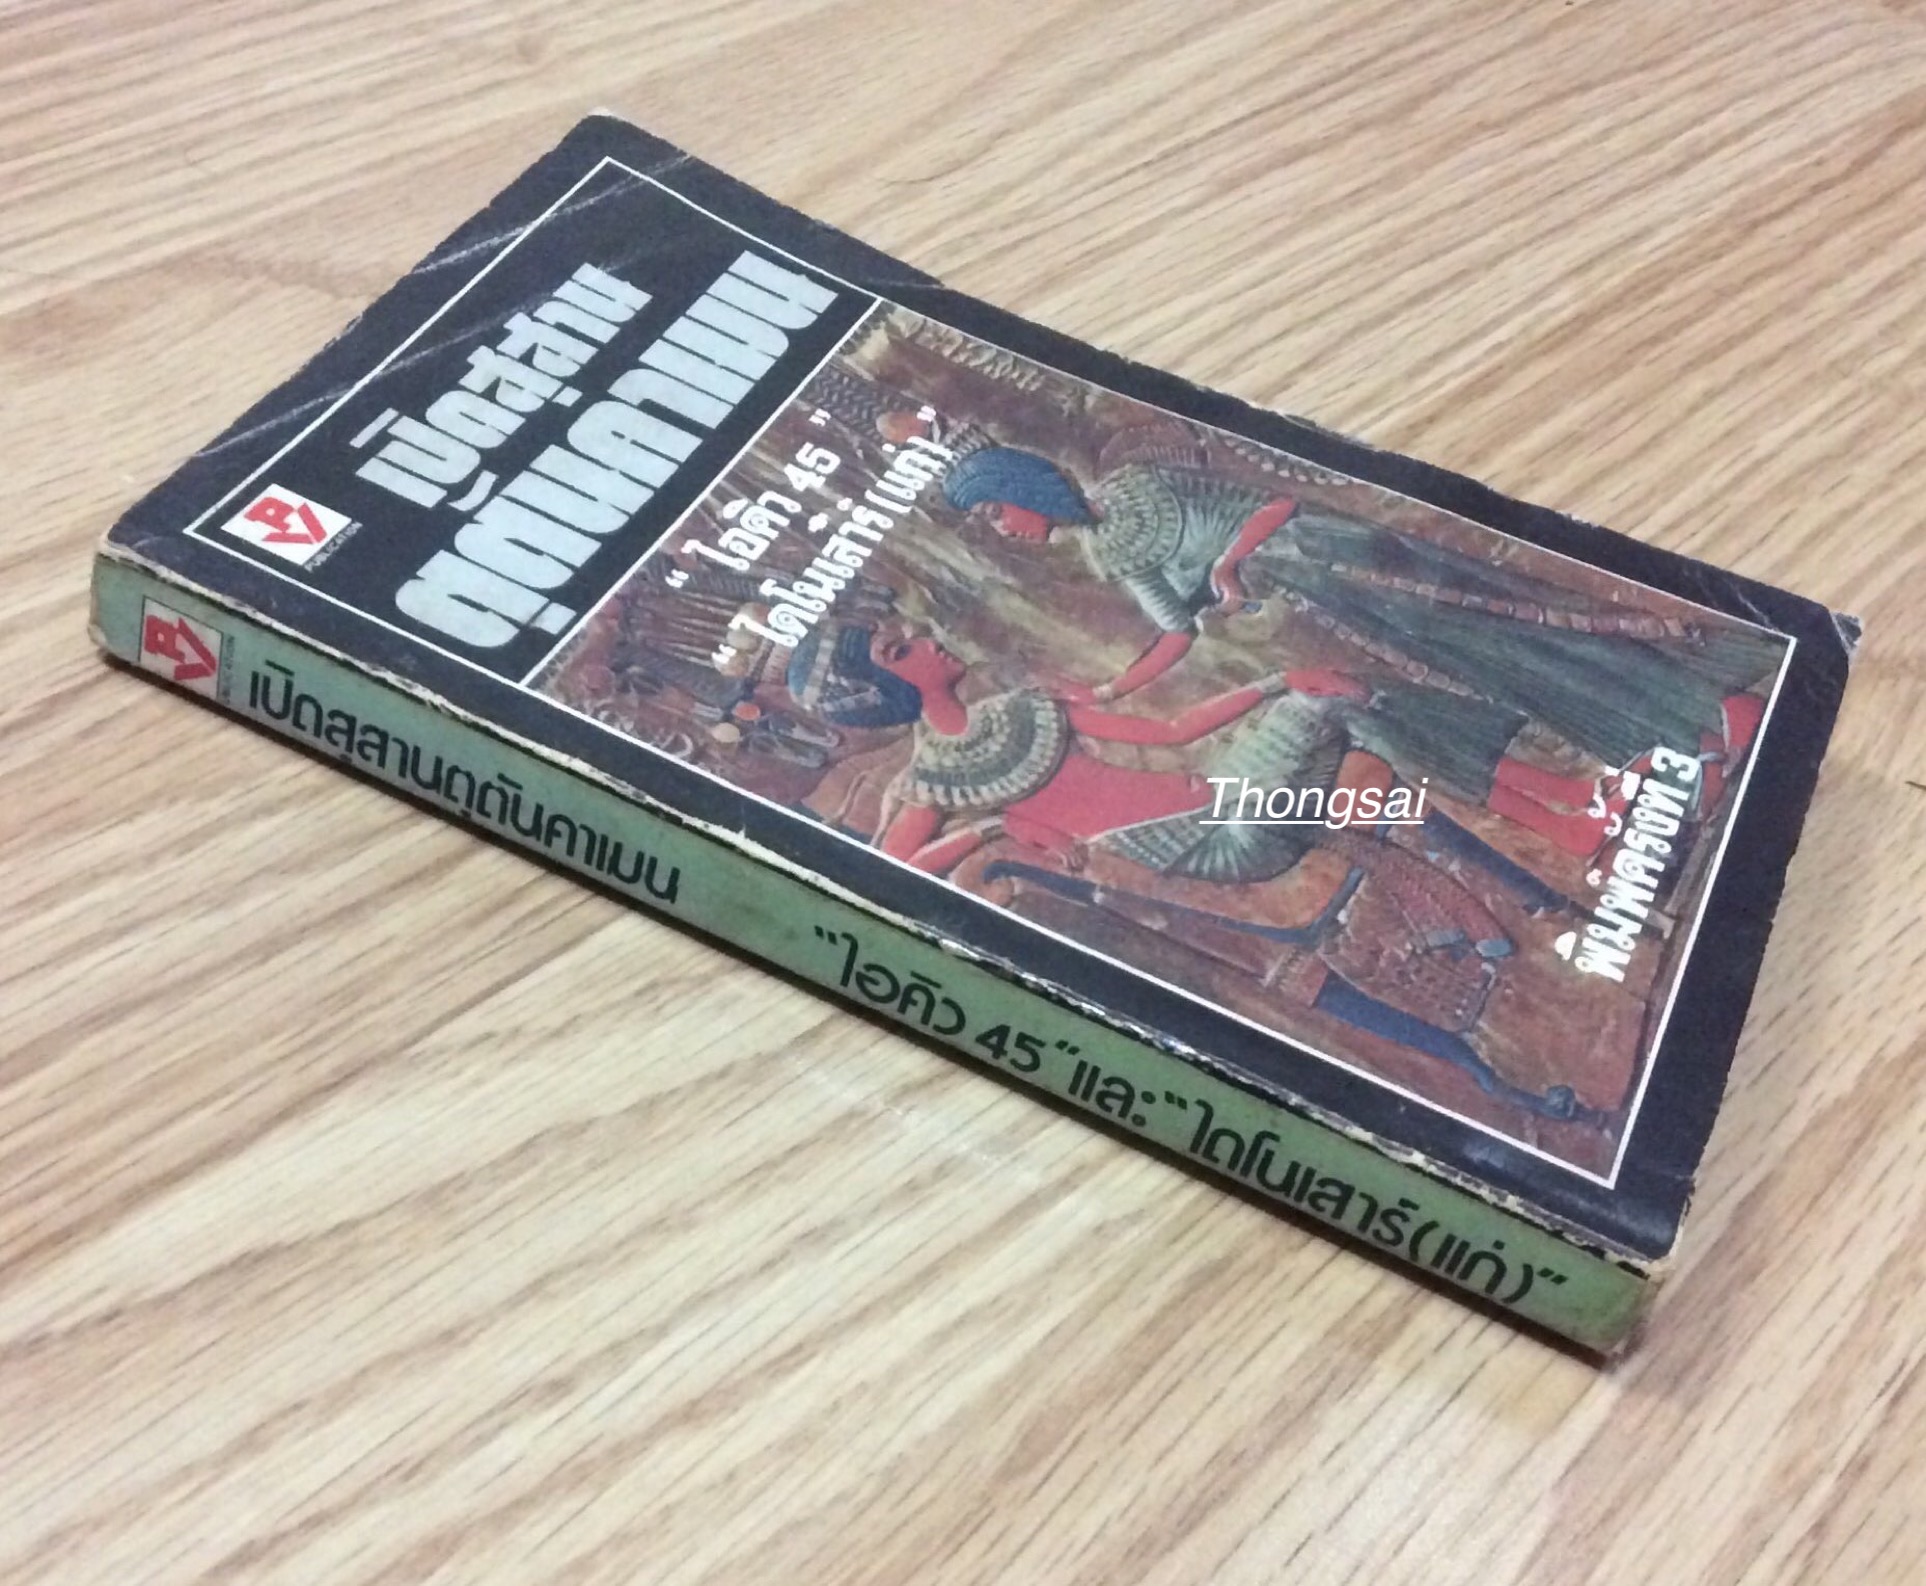 เปิดสุสาน
ตุตันคาเมน
PV
PUBLICATION
“ ไอคิว 45 ”
“ ไดโนเสาร์ (แก่) ”
พิมพ์ครั้งที่ 3
Thongsai
PV
เปิดสุสานตุตันคาเมน “ไอคิว 45” และ “ไดโนเสาร์(แก่)”